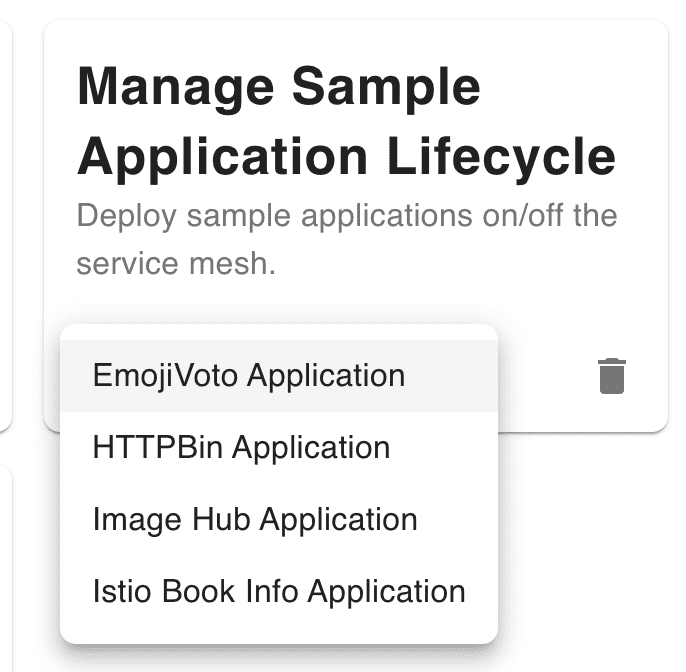 Manage Sample
Application Lifecycle
Deploy sample applications on/off the
service mesh.
EmojiVoto Application
HTTPBin Application
Image Hub Application
Istio Book Info Application